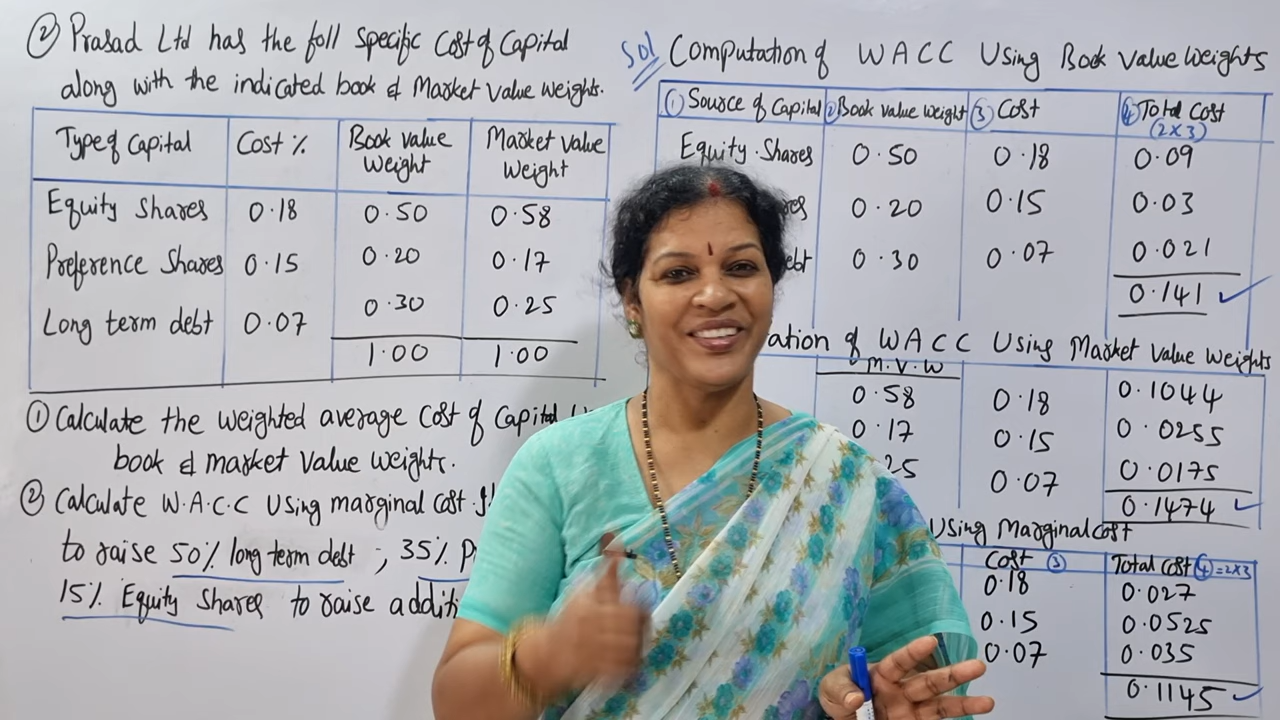 ② Prasad Ltd has the foll Specific Cost of Capital
along with the indicated book & Market Value Weights.
Type of Capital Cost % Book value Weight Market Value Weight
Equity Shares 0.18 0.50 0.58
Preference Shares 0.15 0.20 0.17
Long term debt 0.07 0.30 0.25
1.00 1.00
① Calculate the weighted average Cost of Capital
book & market value weights.
② Calculate W.A.C.C Using marginal cost
to raise 50% long term debt ; 35% P
15% Equity Shares to raise additi
Sol Computation of WACC Using Book Value Weights
① Source of Capital ② Book value Weight ③ Cost ④ Total Cost
(2×3)
Equity Shares 0.50 0.18 0.09
res 0.20 0.15 0.03
ebt 0.30 0.07 0.021
0.141 ✓
ation of WACC Using Market Value Weights
M.V.W
0.58 0.18 0.1044
0.17 0.15 0.0255
25 0.07 0.0175
0.1474 ✓
Using Marginal Cost
Cost ③ Total Cost ④=2×3
0.18 0.027
0.15 0.0525
0.07 0.035
0.1145 ✓